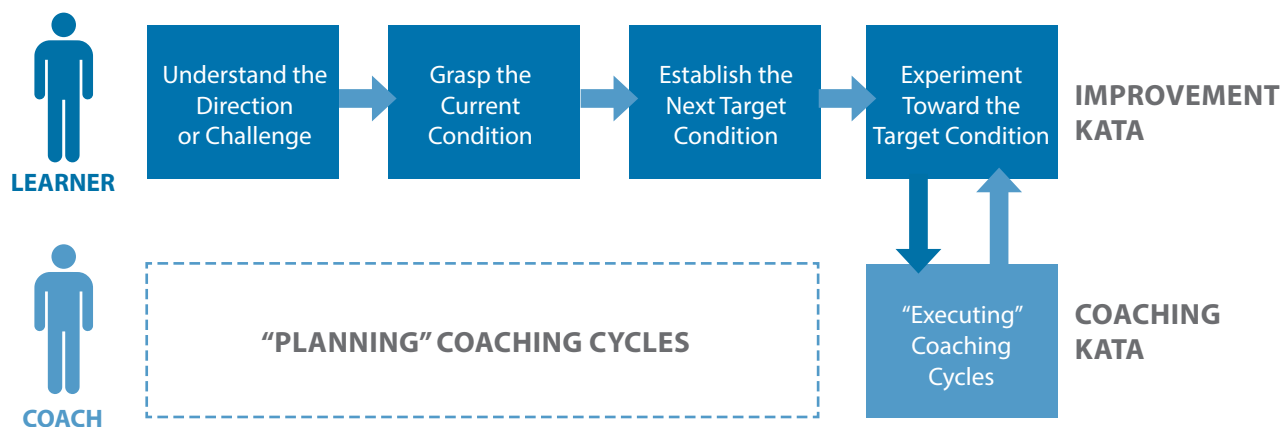 Understand the
Direction
or Challenge
Grasp the
Current
Condition
Establish the
Next Target
Condition
Experiment
Toward the
Target Condition
IMPROVEMENT
KATA
LEARNER
“PLANNING” COACHING CYCLES
“Executing”
Coaching
Cycles
COACHING
KATA
COACH